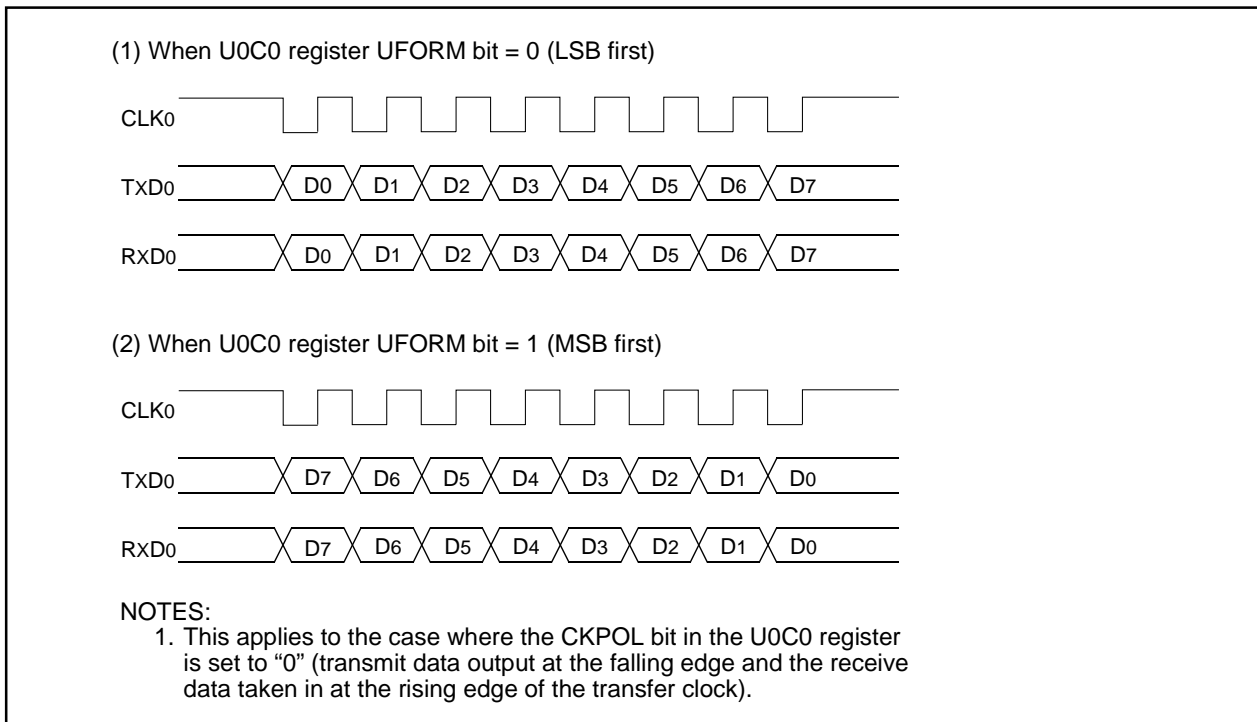 (1) When U0C0 register UFORM bit = 0 (LSB first)
CLK0
TXD0 D0 D1 D2 D3 D4 D5 D6 D7
RXD0 D0 D1 D2 D3 D4 D5 D6 D7
(2) When U0C0 register UFORM bit = 1 (MSB first)
CLK0
TXD0 D7 D6 D5 D4 D3 D2 D1 D0
RXD0 D7 D6 D5 D4 D3 D2 D1 D0
NOTES:
1. This applies to the case where the CKPOL bit in the U0C0 register
is set to “0” (transmit data output at the falling edge and the receive
data taken in at the rising edge of the transfer clock).